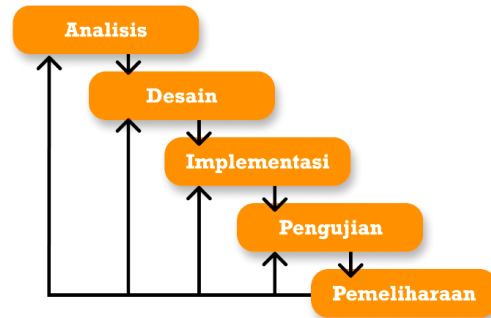 Analisis
Desain
Implementasi
Pengujian
Pemeliharaan